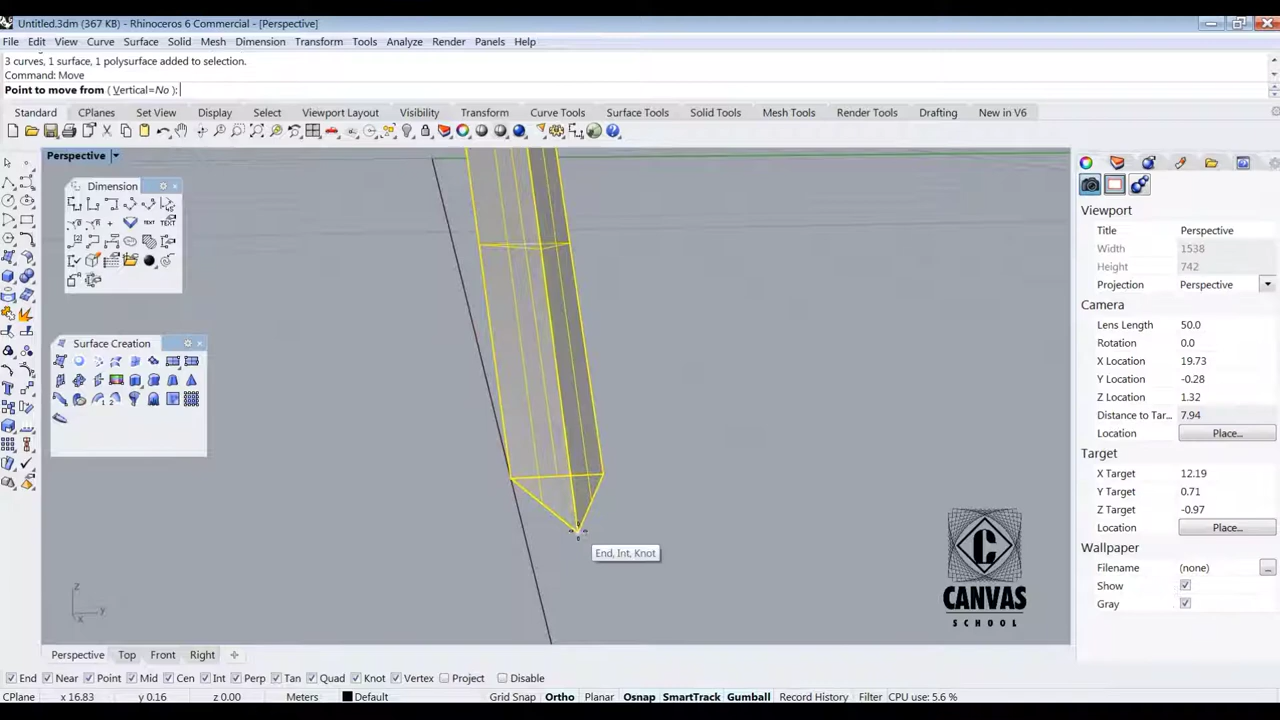 Untitled.3dm (367 KB) - Rhinoceros 6 Commercial - [Perspective]
File Edit View Curve Surface Solid Mesh Dimension Transform Tools Analyze Render Panels Help
3 curves, 1 surface, 1 polysurface added to selection.
Command: Move
Point to move from ( Vertical=No ):
Standard CPlanes Set View Display Select Viewport Layout Visibility Transform Curve Tools Surface Tools Solid Tools Mesh Tools Render Tools Drafting New in V6
Perspective
Dimension
TEXT TEXT
Surface Creation
End, Int, Knot
z
x y
Viewport
Title Perspective
Width 1538
Height 742
Projection Perspective
Camera
Lens Length 50.0
Rotation 0.0
X Location 19.73
Y Location -0.28
Z Location 1.32
Distance to Tar... 7.94
Location Place...
Target
X Target 12.19
Y Target 0.71
Z Target -0.97
Location Place...
Wallpaper
Filename (none) ...
Show
Gray
C
CANVAS
SCHOOL
Perspective Top Front Right
End Near Point Mid Cen Int Perp Tan Quad Knot Vertex Project Disable
CPlane x 16.83 y 0.16 z 0.00 Meters Default Grid Snap Ortho Planar Osnap SmartTrack Gumball Record History Filter CPU use: 5.6 %